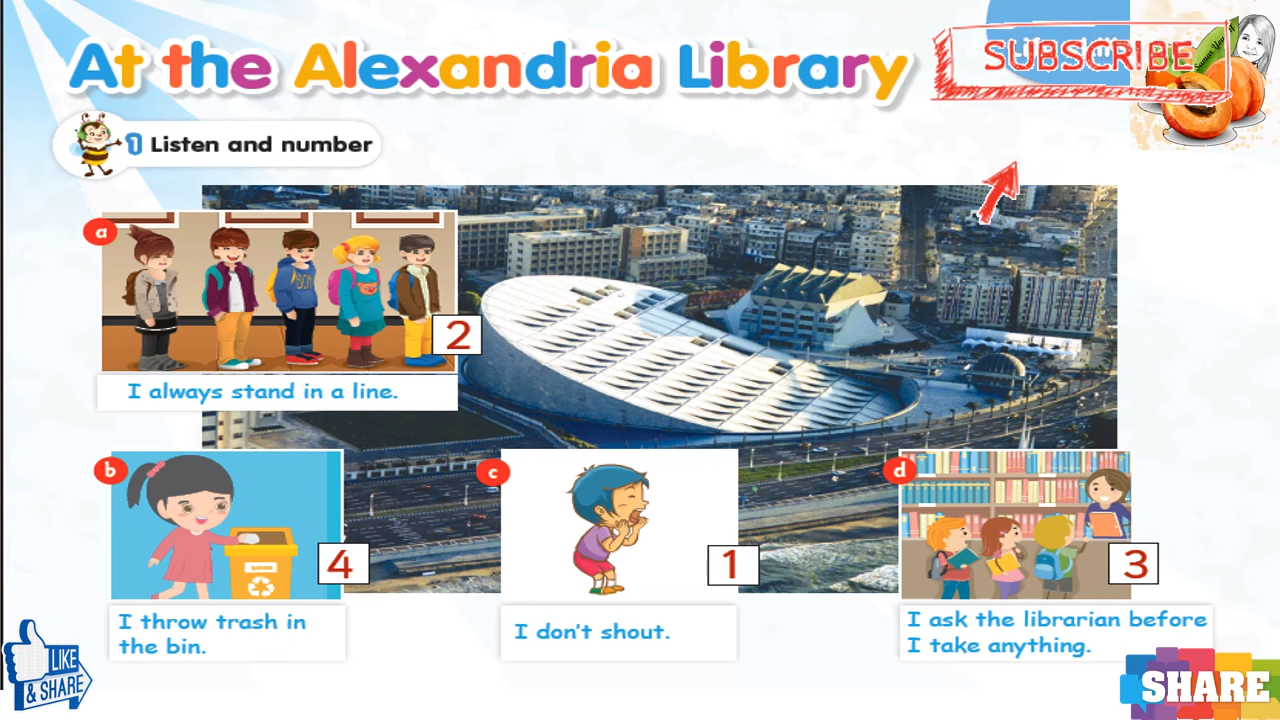 At the Alexandria Library
SUBSCRIBE
1 Listen and number
a
BOY
2
I always stand in a line.
b
c
d
4
1
3
I throw trash in
the bin.
I don't shout.
I ask the librarian before
I take anything.
LIKE
& SHARE
SHARE